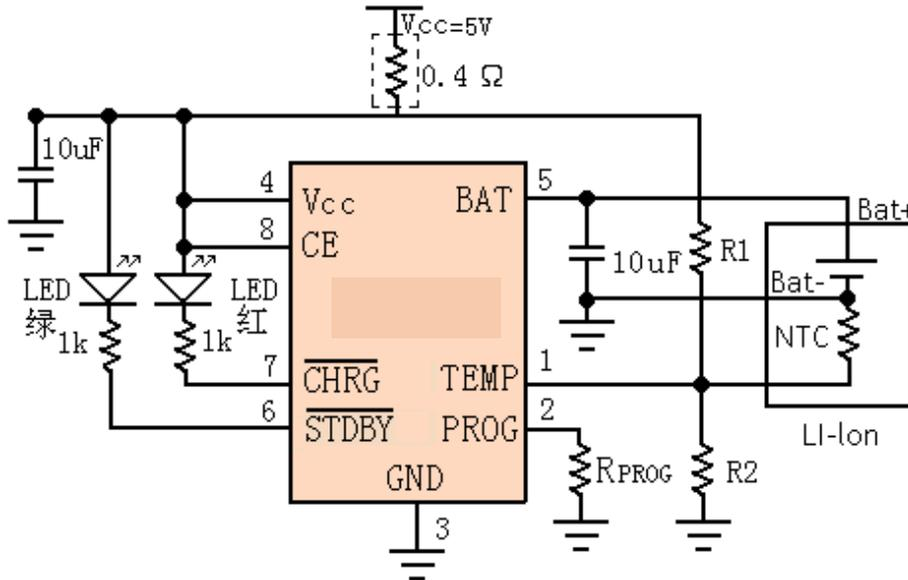 Vcc=5V
0.4 Ω
10uF
4
Vcc
BAT
5
Bat+
8
CE
10uF
R1
LED
绿
LED
红
Bat-
1k
1k
NTC
7
CHRG
TEMP
1
6
STDBY
PROG
2
LI-lon
GND
RPROG
R2
3